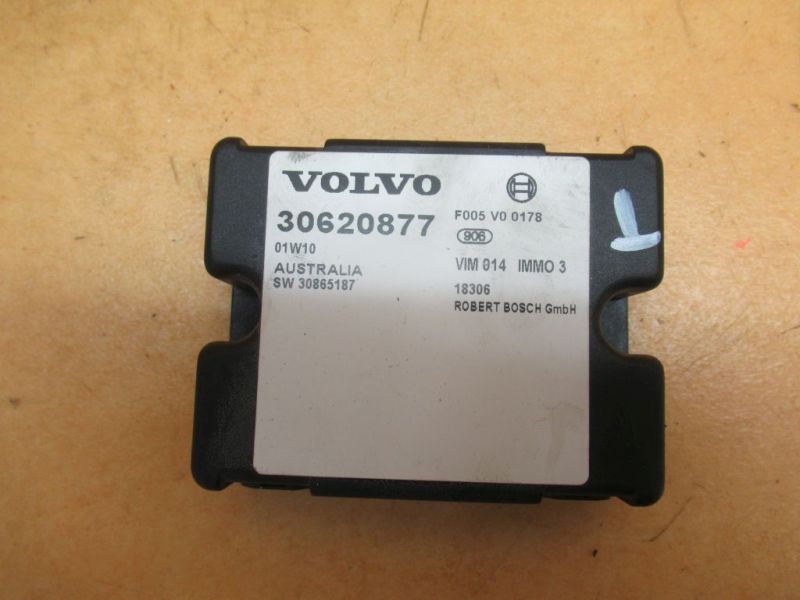 VOLVO
30620877
01W10
AUSTRALIA
SW 30865187
F005 V0 0178
906
VIM 014 IMMO 3
18306
ROBERT BOSCH GmbH